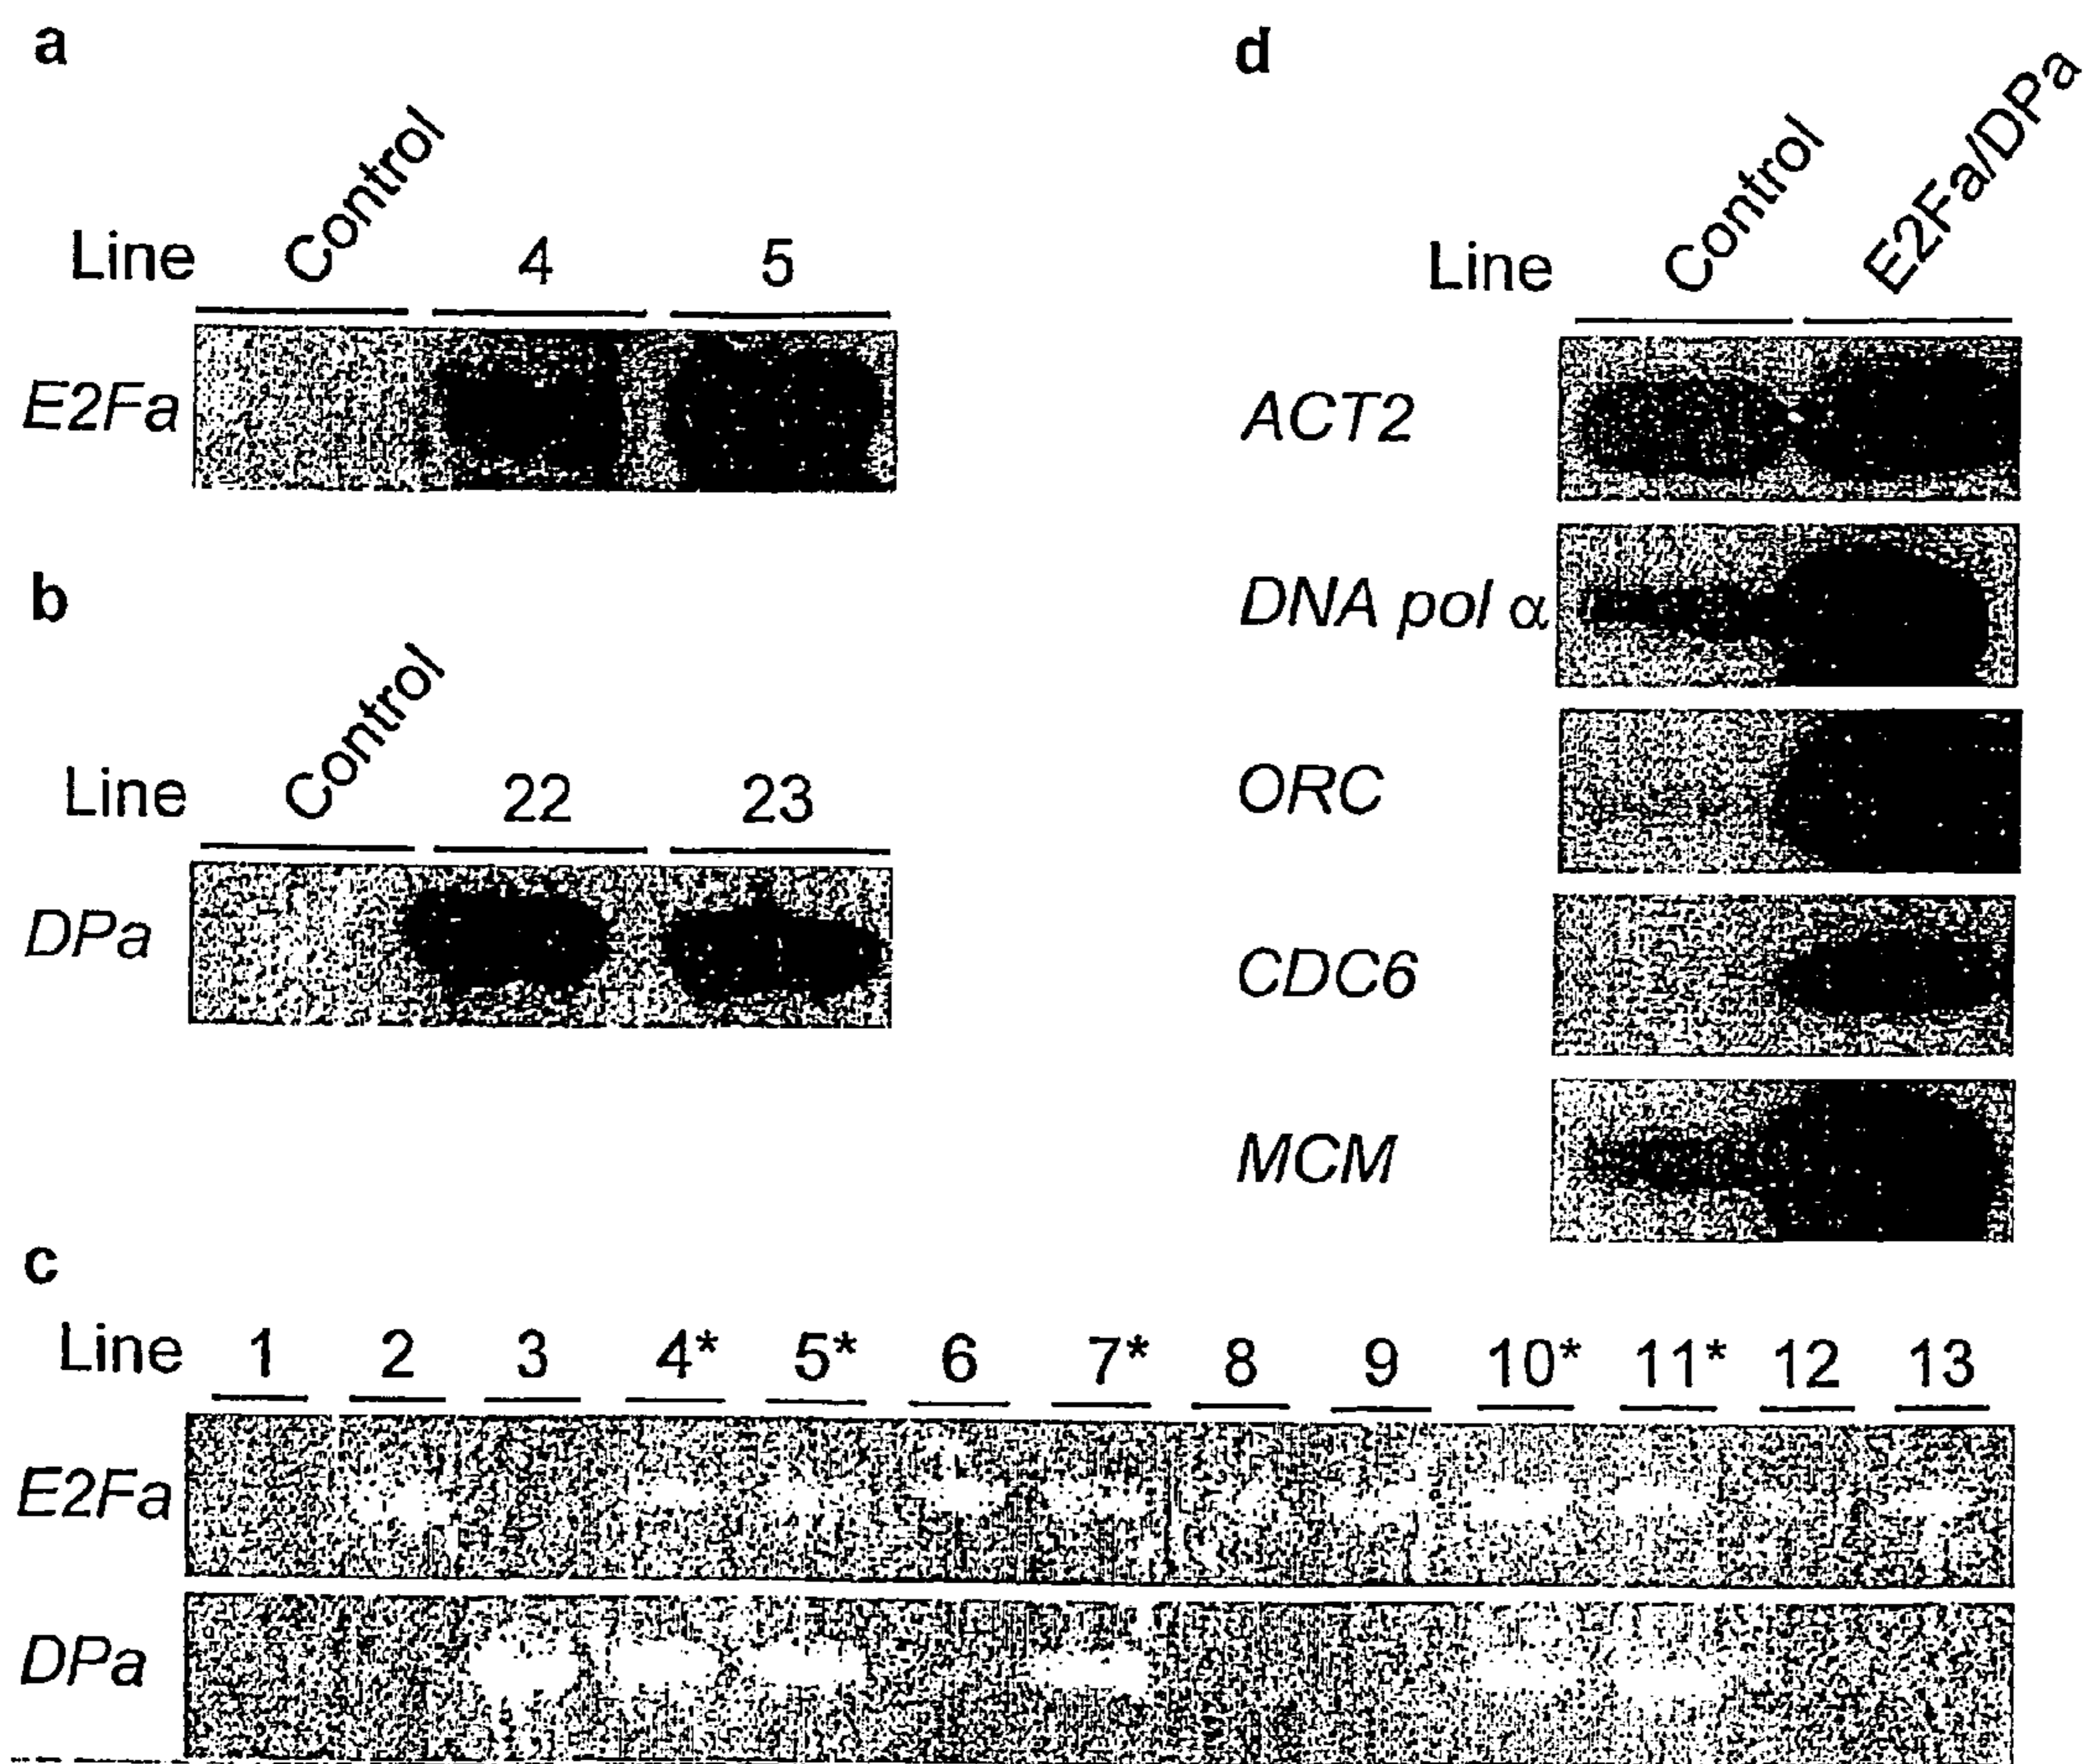 a
Control
Line 4 5
E2Fa
b
Control
Line 22 23
DPa
c
Line 1 2 3 4* 5* 6 7* 8 9 10* 11* 12 13
E2Fa
DPa
d
Control E2Fa/DPa
Line
ACT2
DNA pol α
ORC
CDC6
MCM